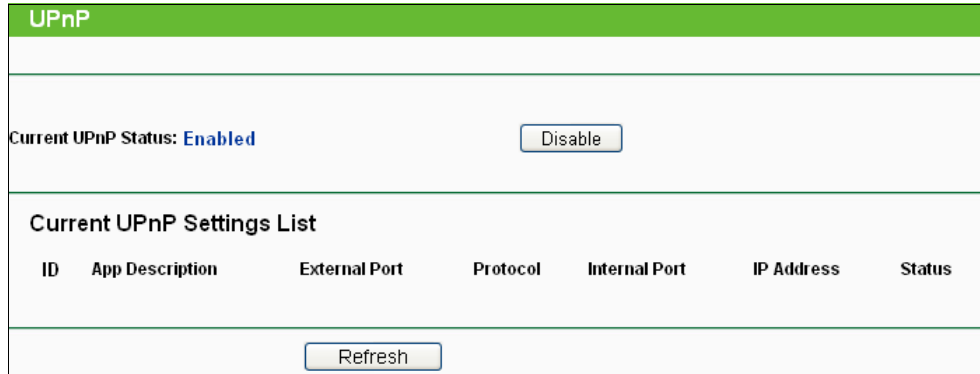 UPnP
Current UPnP Status: Enabled Disable
Current UPnP Settings List
ID App Description External Port Protocol Internal Port IP Address Status
Refresh